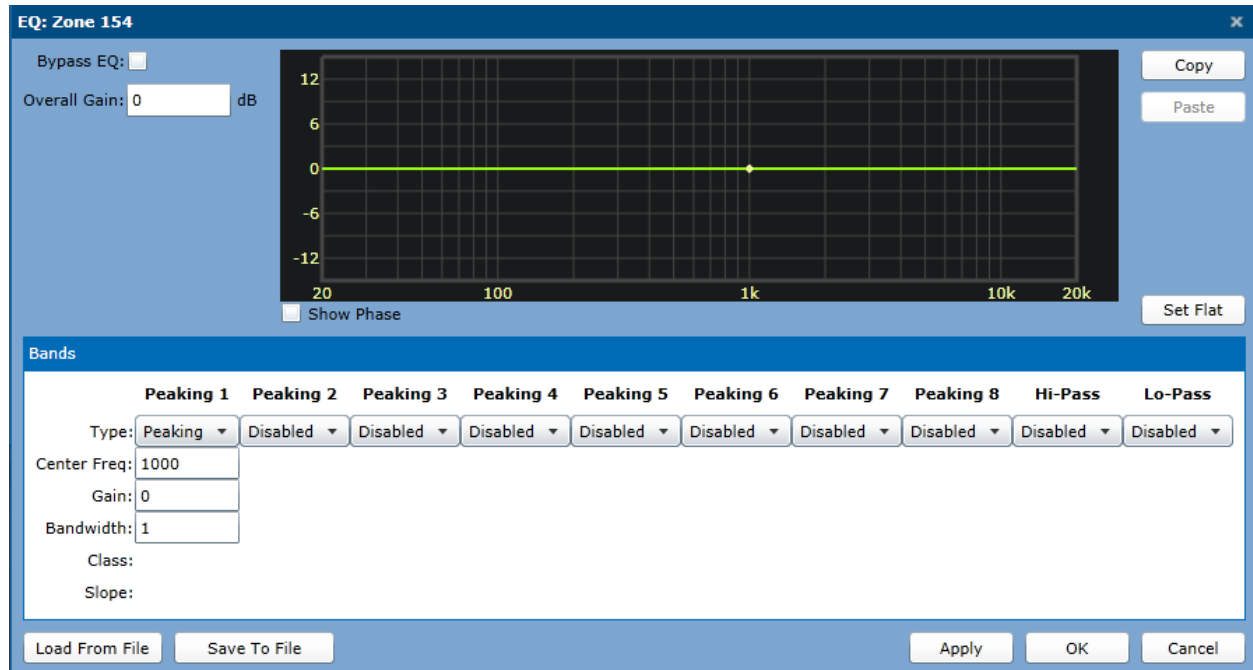 EQ: Zone 154
Bypass EQ:
Overall Gain: 0 dB
Copy
Paste
12
6
0
-6
-12
20 100 1k 10k 20k
Show Phase
Set Flat
Bands
Peaking 1 Peaking 2 Peaking 3 Peaking 4 Peaking 5 Peaking 6 Peaking 7 Peaking 8 Hi-Pass Lo-Pass
Type: Peaking Disabled Disabled Disabled Disabled Disabled Disabled Disabled Disabled Disabled
Center Freq: 1000
Gain: 0
Bandwidth: 1
Class:
Slope:
Load From File Save To File Apply OK Cancel